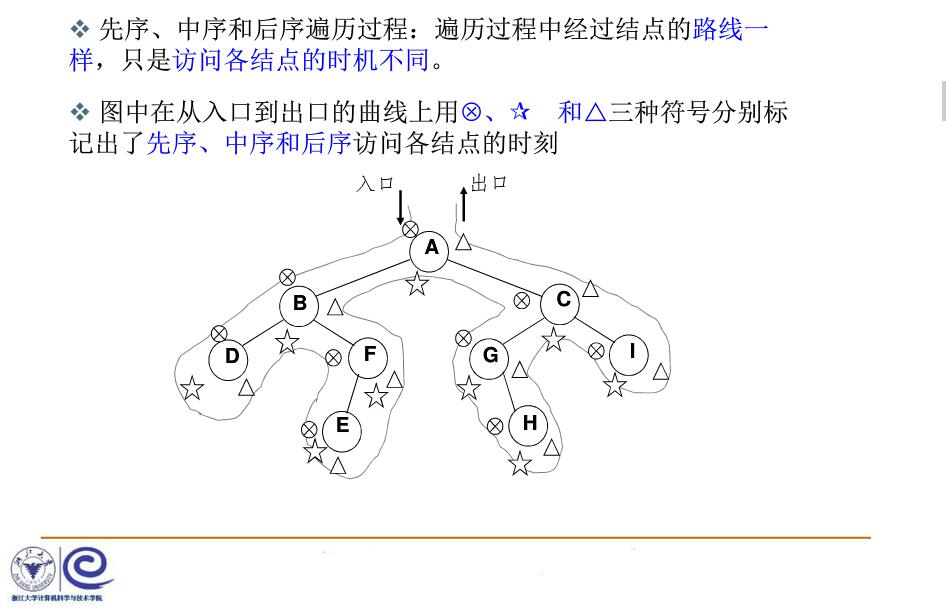 ❖ 先序、中序和后序遍历过程：遍历过程中经过结点的路线一
样，只是访问各结点的时机不同。
❖ 图中在从入口到出口的曲线上用⊗、☆ 和△三种符号分别标
记出了先序、中序和后序访问各结点的时刻
入口 出口
A
B C
D F G I
E H
浙江大学计算机科学与技术学院